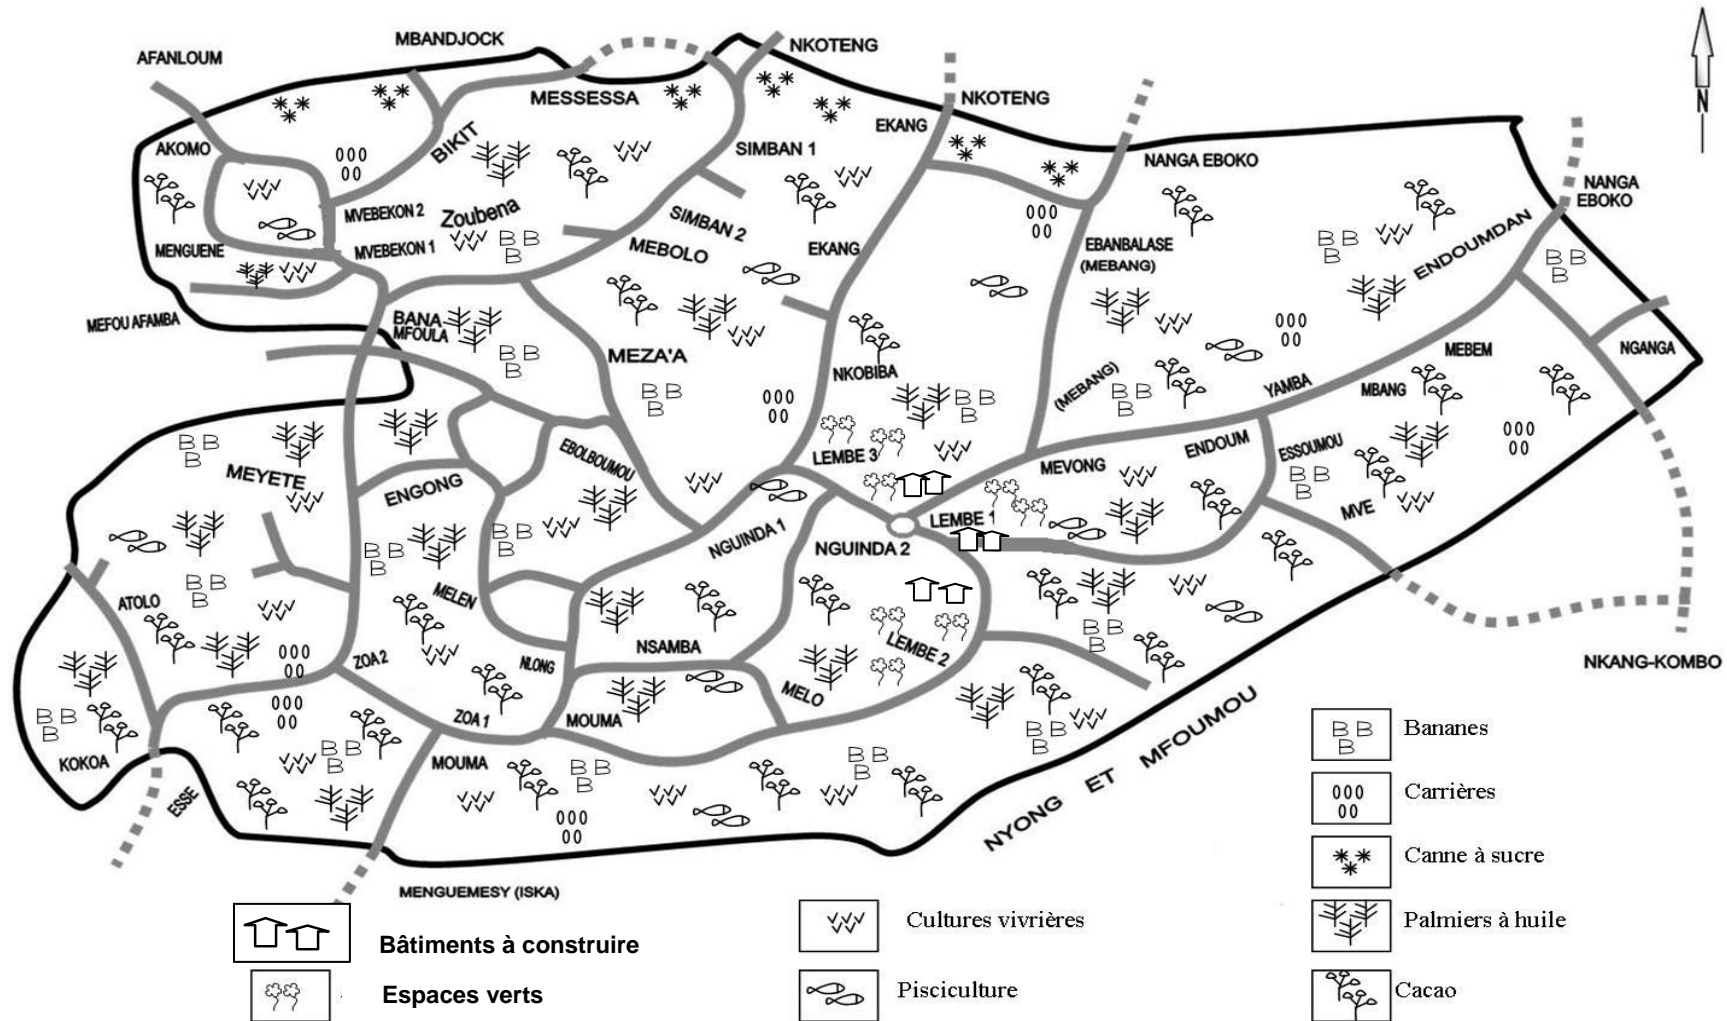 MBANDJOCK
NKOTENG
AFANLOUM
MESSESSA
NKOTENG
N
EKANG
AKOMO
BIKIT
SIMBAN 1
NANGA EBOKO
NANGA
EBOKO
MVEBEKON 2
Zoubena
SIMBAN 2
MENGUENE
MVEBEKON 1
MEBOLO
EKANG
EBANBALASE
(MEBANG)
ENDOUMDAN
MEFOU AFAMBA
BANA
MFOULA
MEZA'A
NKOBIBA
(MEBANG)
YAMBA
MEBEM
NGANGA
MBANG
MEYETE
ENGONG
EBOLBOUMOU
LEMBE 3
MEVONG
ENDOUM
ESSOUMOU
MVE
LEMBE 1
NGUINDA 1
NGUINDA 2
ATOLO
MELEN
ZOA 2
NLONG
NSAMBA
LEMBE 2
NKANG-KOMBO
MELO
ZOA 1
MOUMA
KOKOA
MOUMA
ESSE
NYONG ET MFOUMOU
MENGUEMESY (ISKA)
Bananes
Carrières
Canne à sucre
Palmiers à huile
Cacao
Cultures vivrières
Pisciculture
Bâtiments à construire
Espaces verts